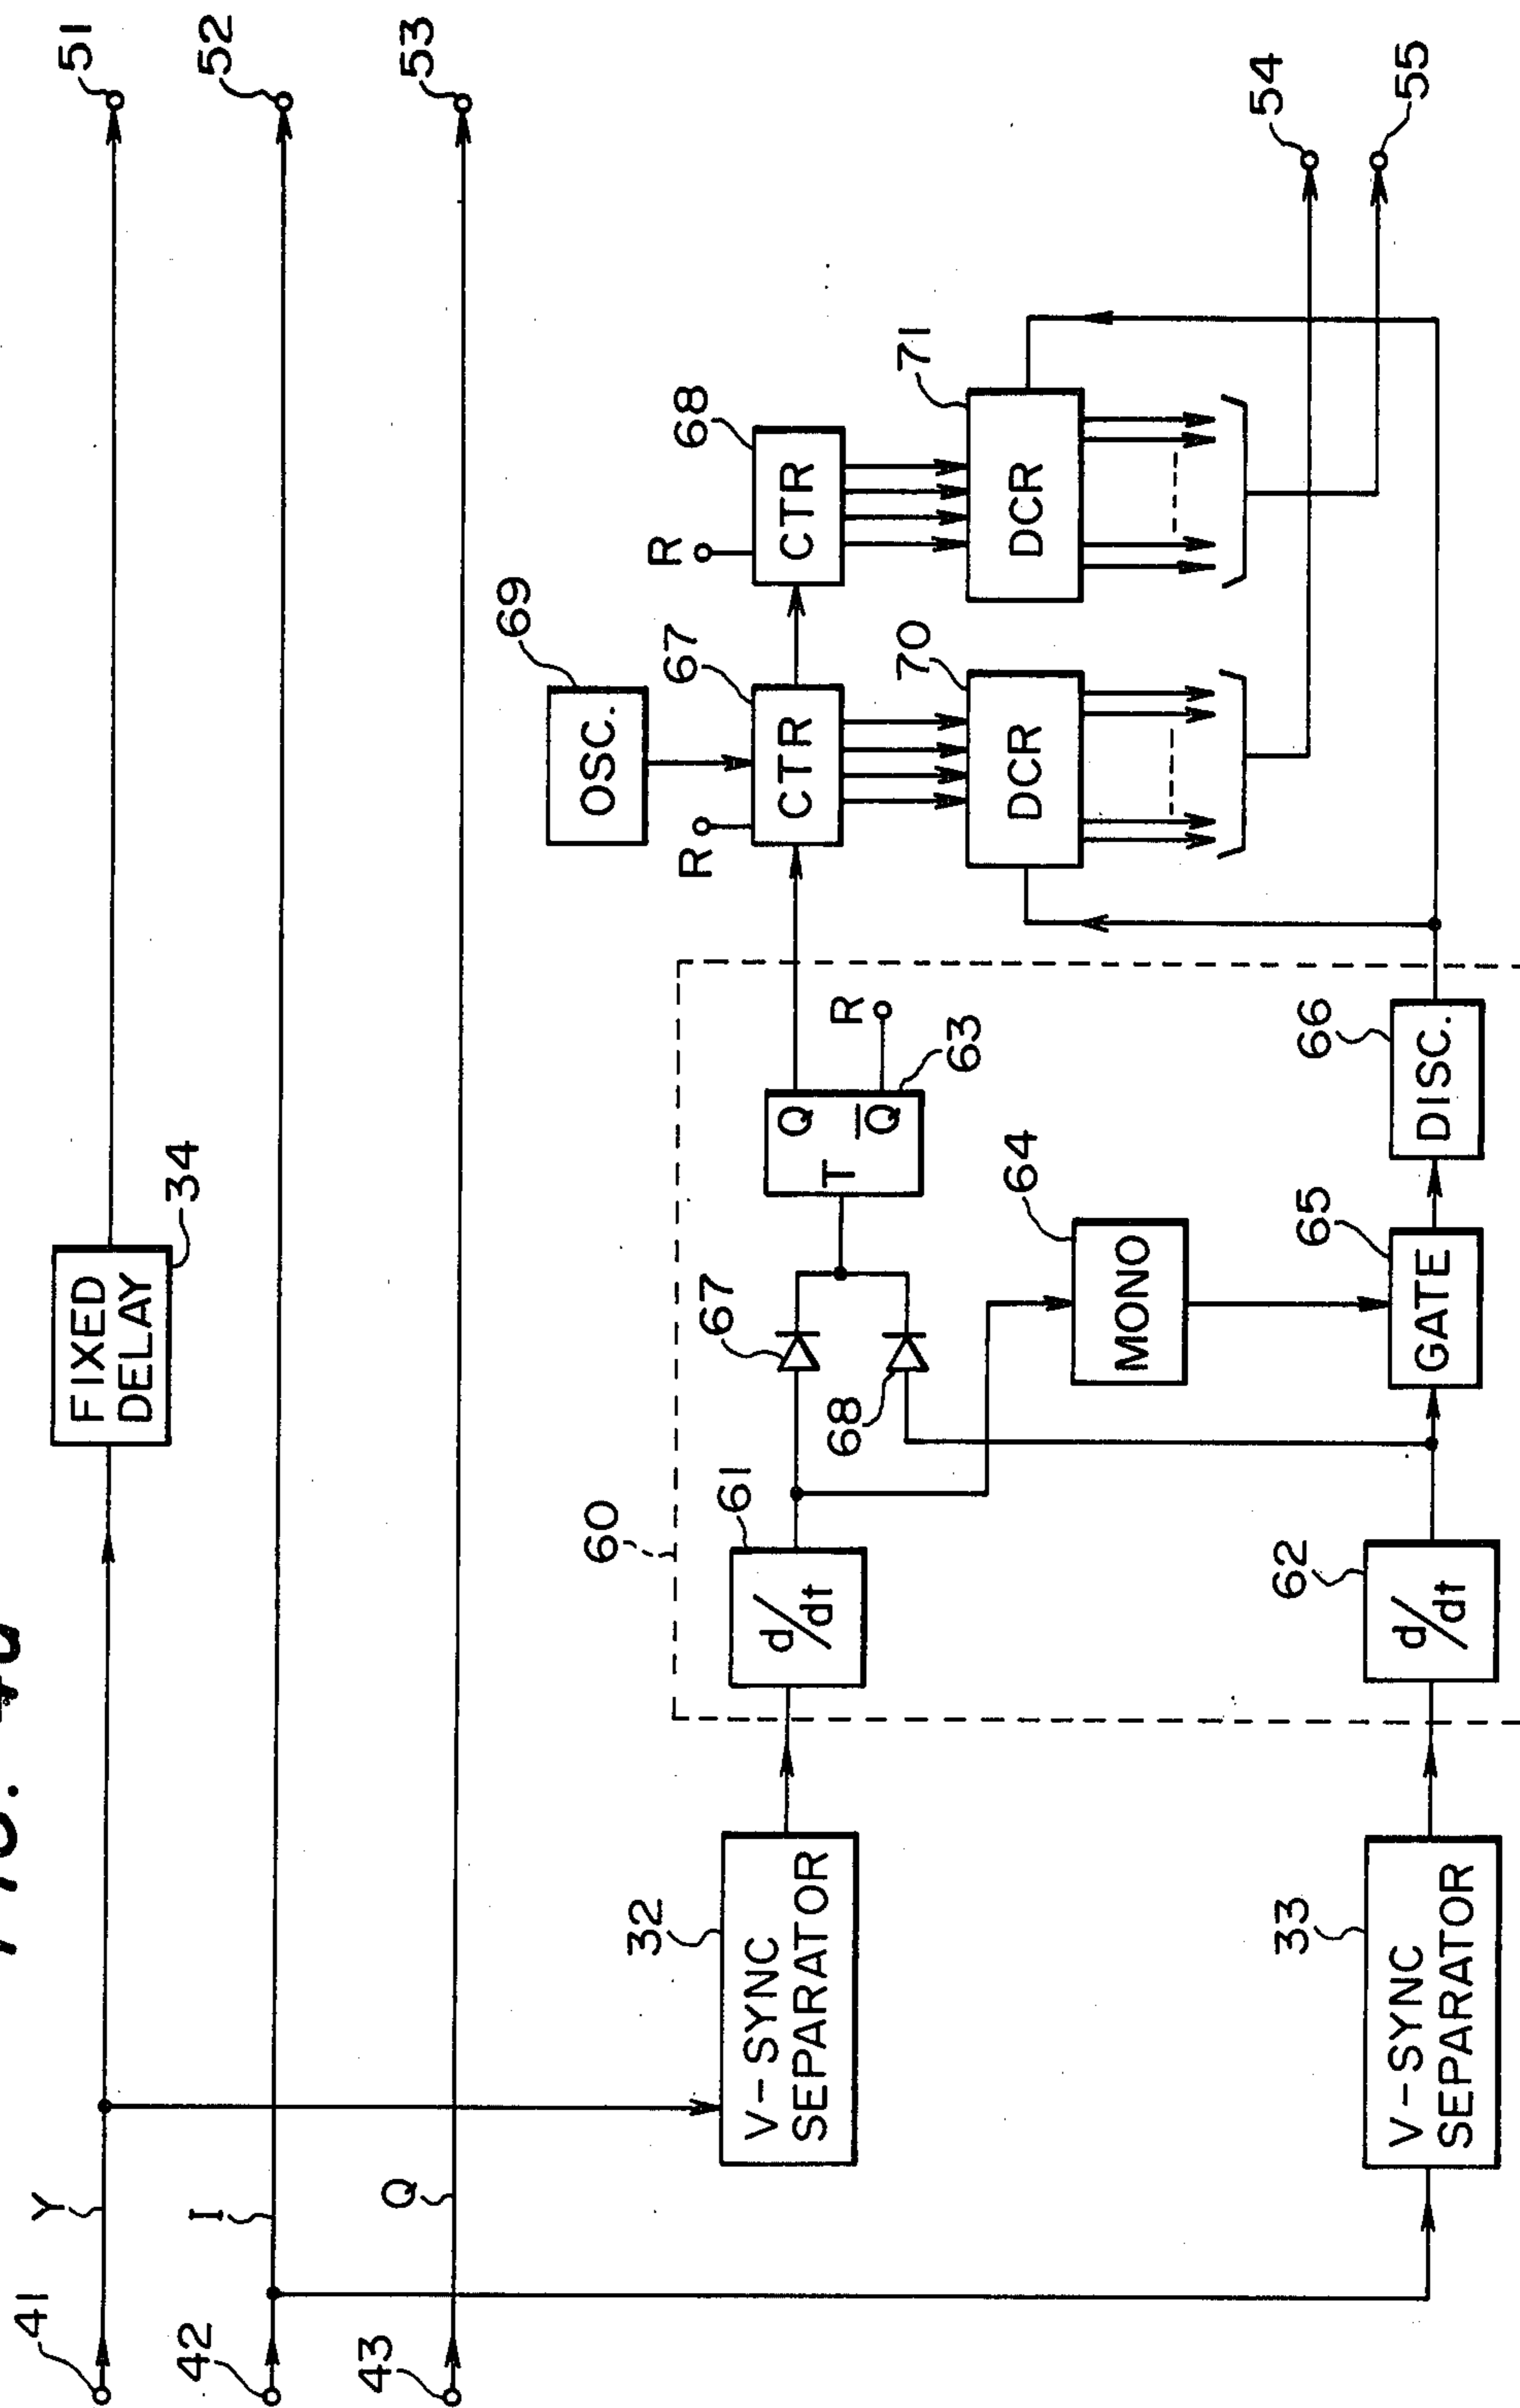 FIG. 4a
41
Y
FIXED
DELAY
34
51
42
I
52
43
Q
53
32
V-SYNC
SEPARATOR
33
V-SYNC
SEPARATOR
60
61
d/dt
62
d/dt
67
68
T
Q
Q̅
R
63
64
MONO
65
GATE
66
DISC.
69
OSC.
R
67
CTR
R
68
CTR
70
DCR
71
DCR
54
55